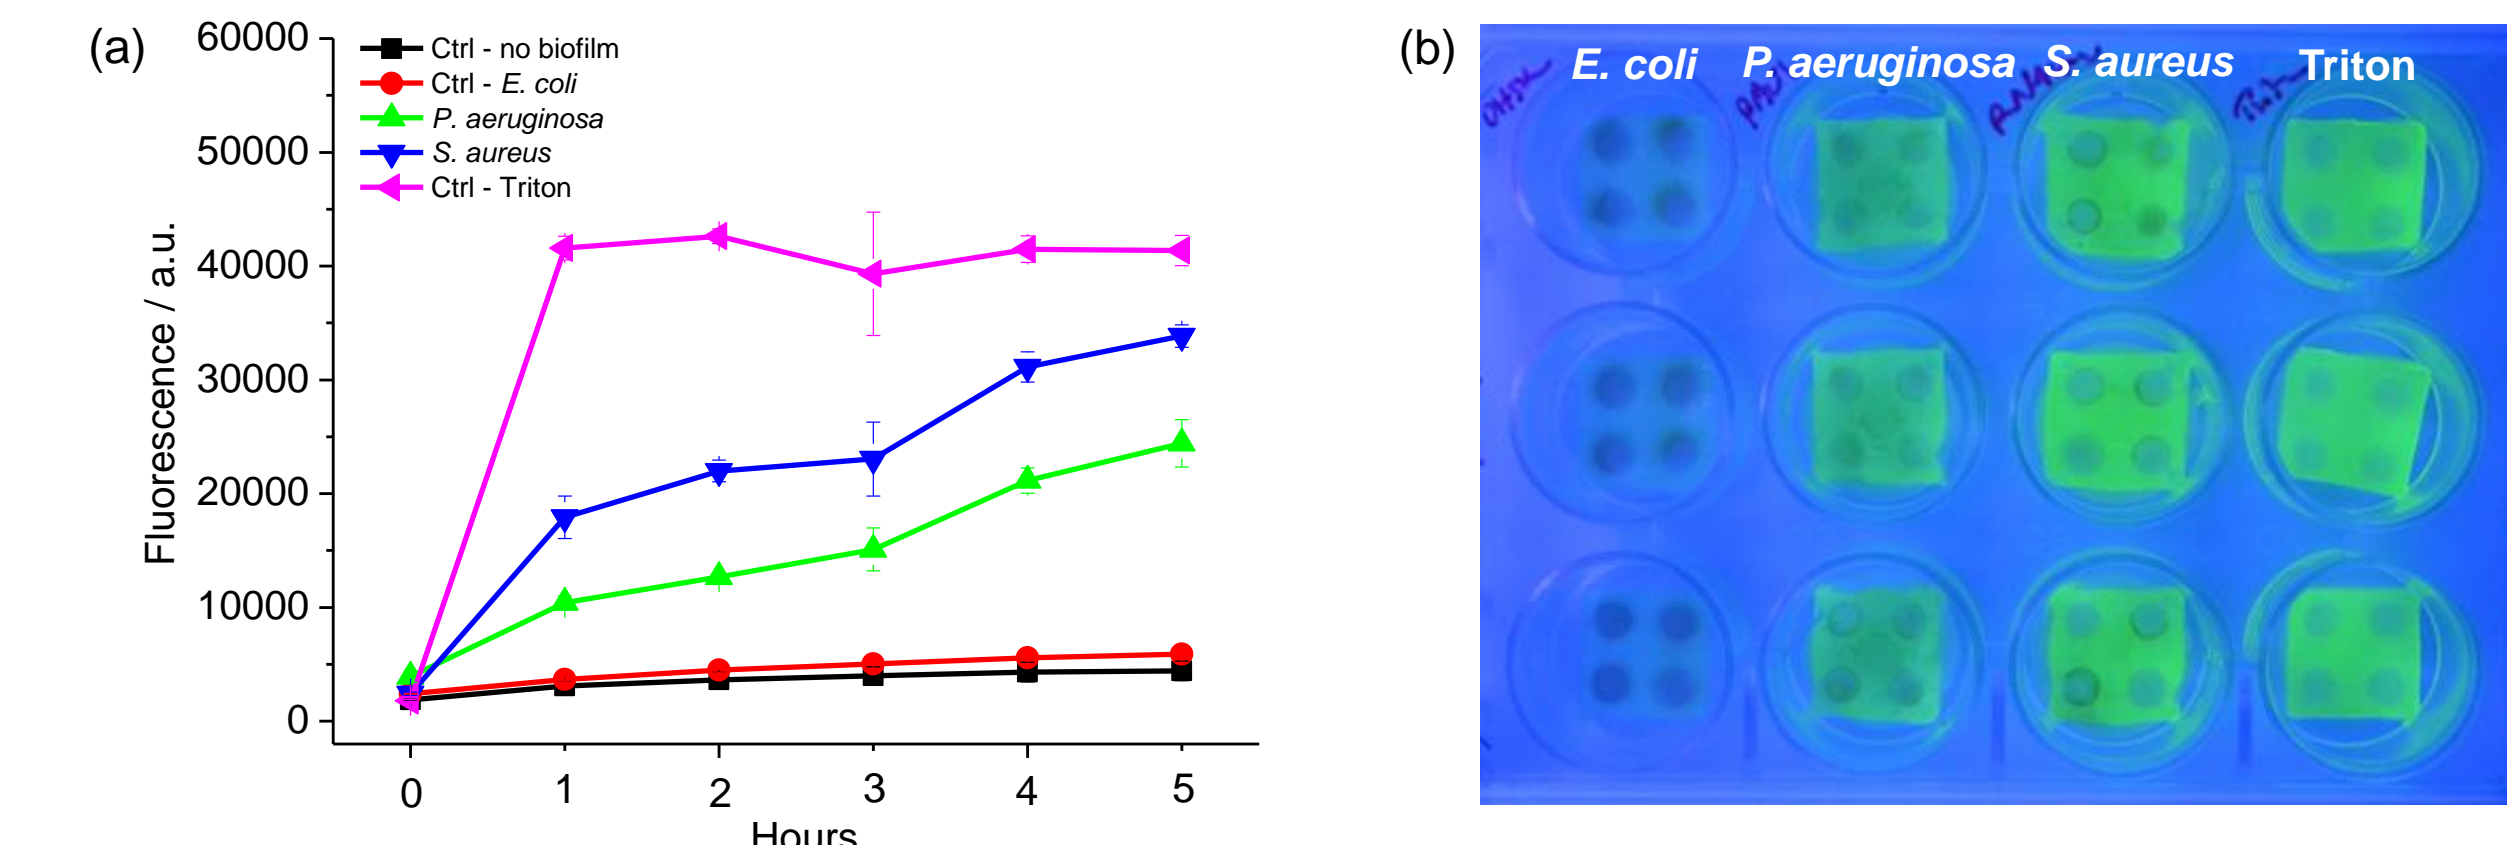 (a)
60000
50000
40000
30000
20000
10000
0
Fluorescence / a.u.
Ctrl - no biofilm
Ctrl - E. coli
P. aeruginosa
S. aureus
Ctrl - Triton
0 1 2 3 4 5
Hours
(b)
E. coli P. aeruginosa S. aureus Triton